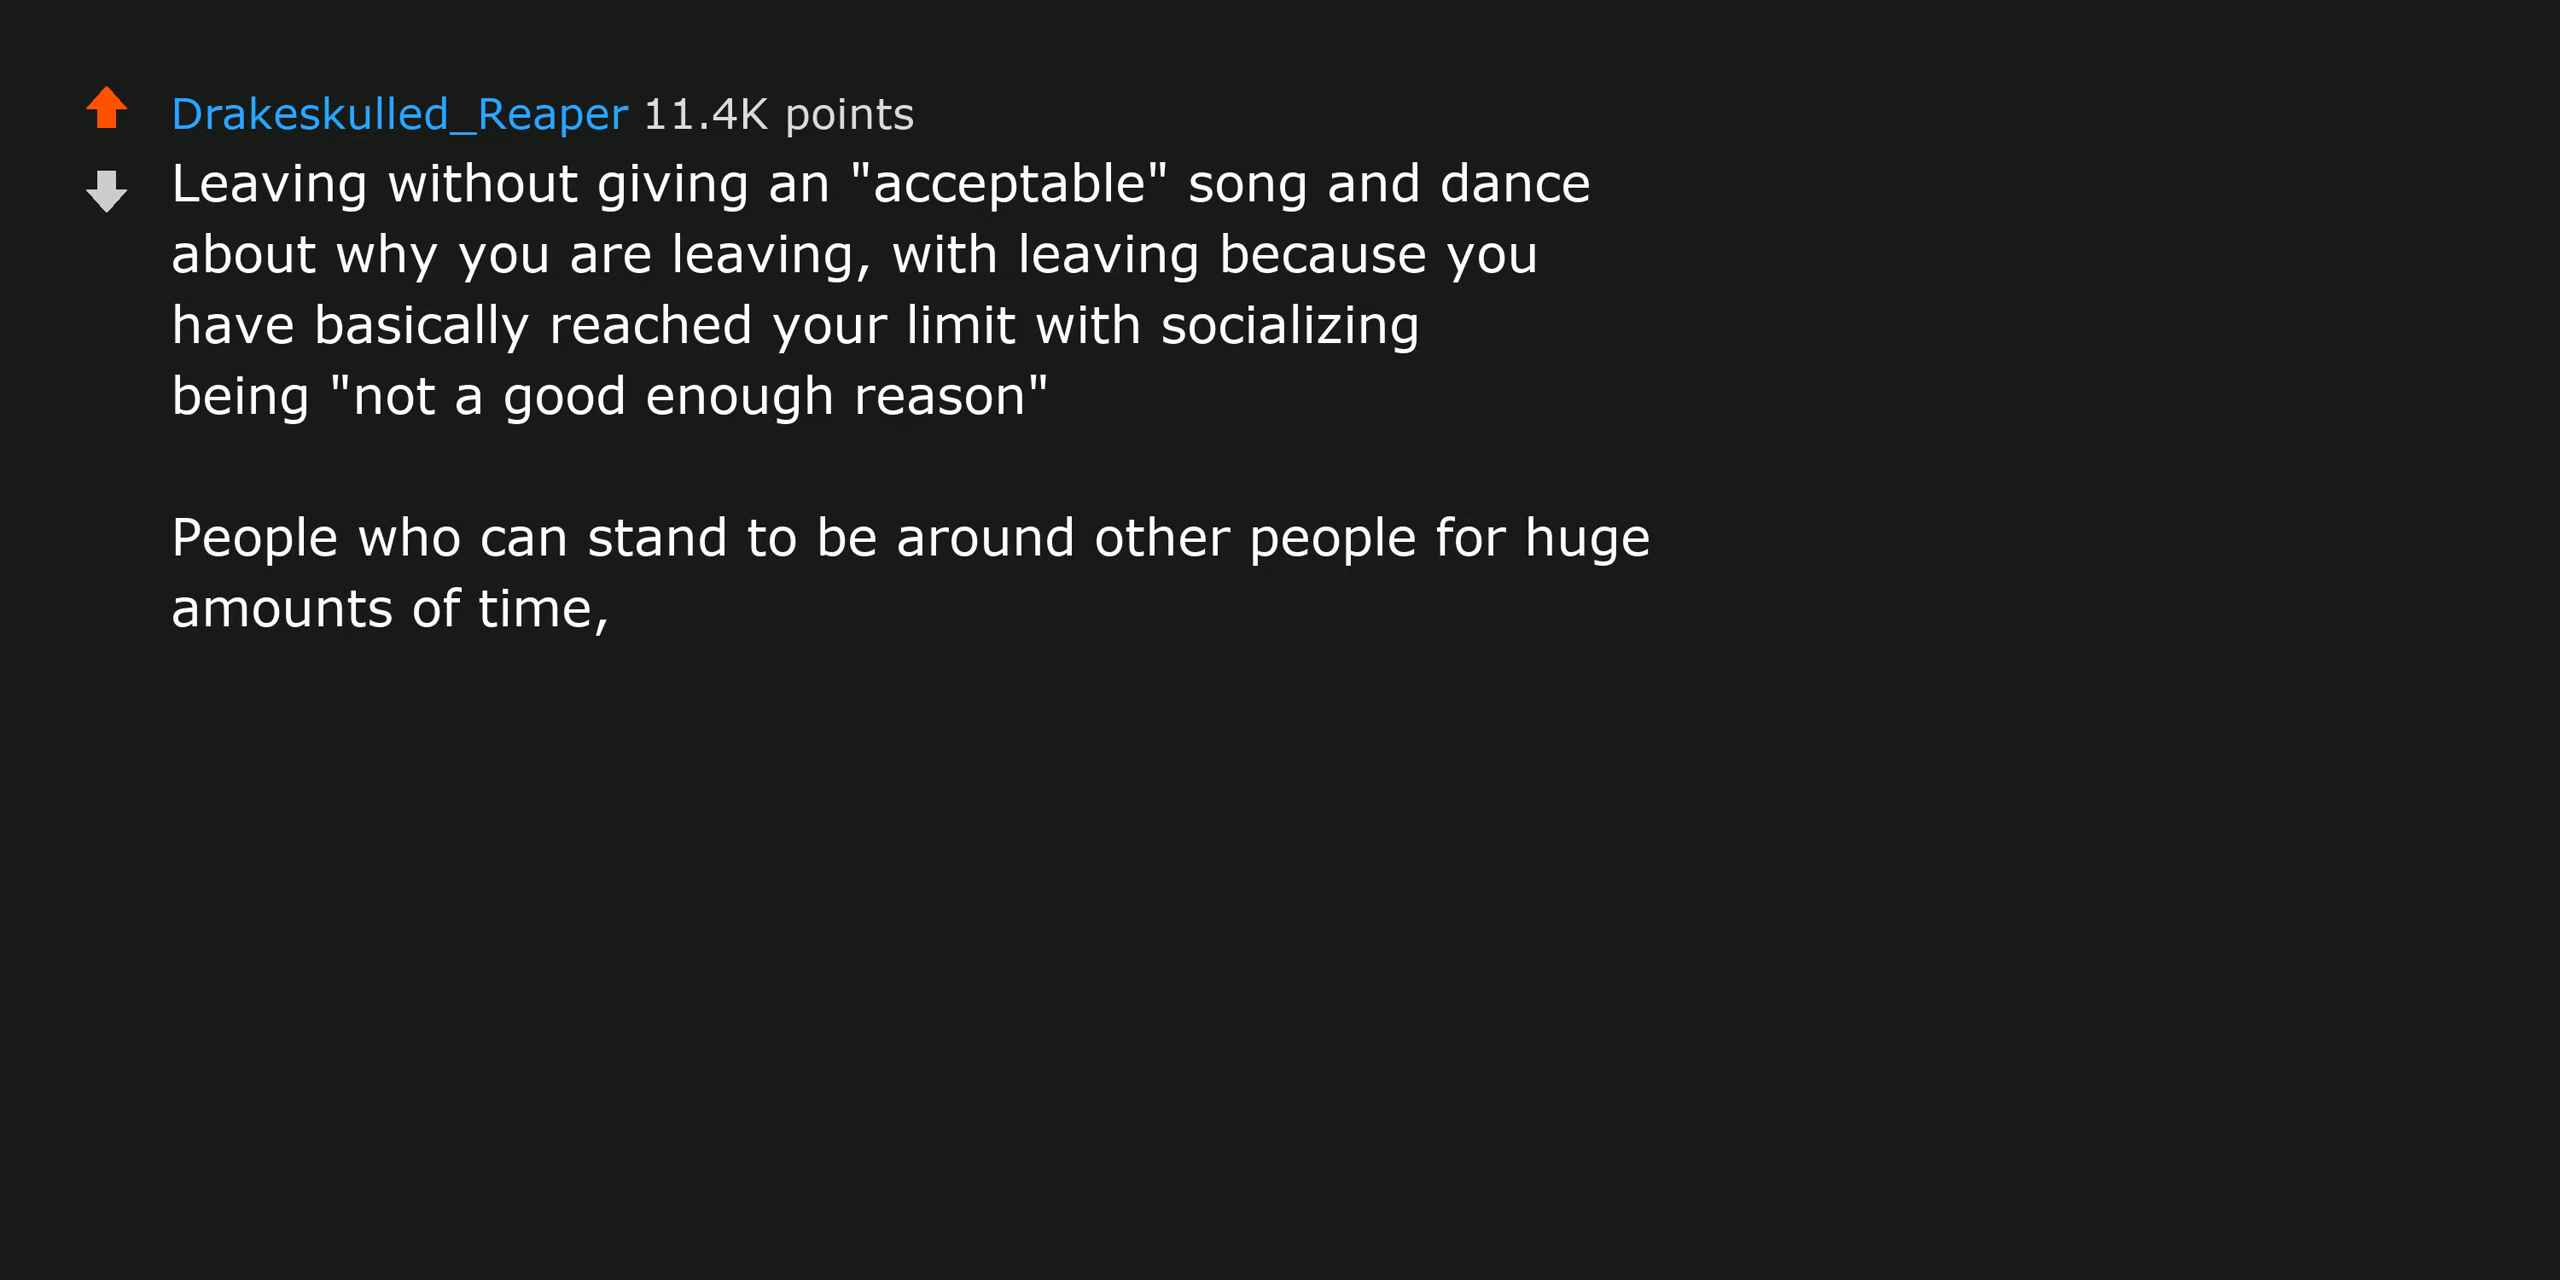 Drakeskulled_Reaper 11.4K points
Leaving without giving an "acceptable" song and dance
about why you are leaving, with leaving because you
have basically reached your limit with socializing
being "not a good enough reason"
People who can stand to be around other people for huge
amounts of time,